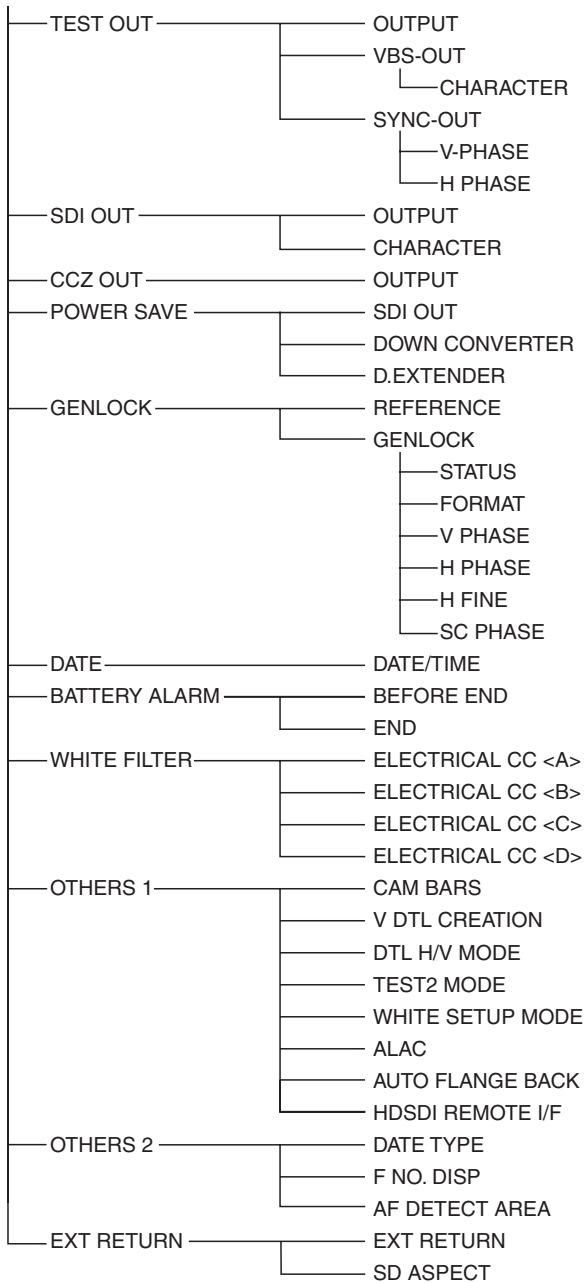 TEST OUT OUTPUT
VBS-OUT
CHARACTER
SYNC-OUT
V-PHASE
H PHASE
SDI OUT OUTPUT
CHARACTER
CCZ OUT OUTPUT
POWER SAVE SDI OUT
DOWN CONVERTER
D.EXTENDER
GENLOCK REFERENCE
GENLOCK
STATUS
FORMAT
V PHASE
H PHASE
H FINE
SC PHASE
DATE DATE/TIME
BATTERY ALARM BEFORE END
END
WHITE FILTER ELECTRICAL CC <A>
ELECTRICAL CC <B>
ELECTRICAL CC <C>
ELECTRICAL CC <D>
OTHERS 1 CAM BARS
V DTL CREATION
DTL H/V MODE
TEST2 MODE
WHITE SETUP MODE
ALAC
AUTO FLANGE BACK
HDSDI REMOTE I/F
OTHERS 2 DATE TYPE
F NO. DISP
AF DETECT AREA
EXT RETURN EXT RETURN
SD ASPECT